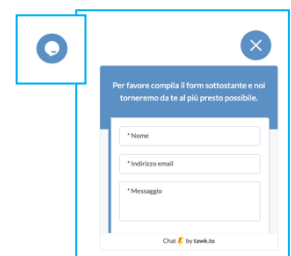 Per favore compila il form sottostante e noi
torneremo da te al più presto possibile.
* Nome
* Indirizzo email
* Messaggio
Chat by tawk.to